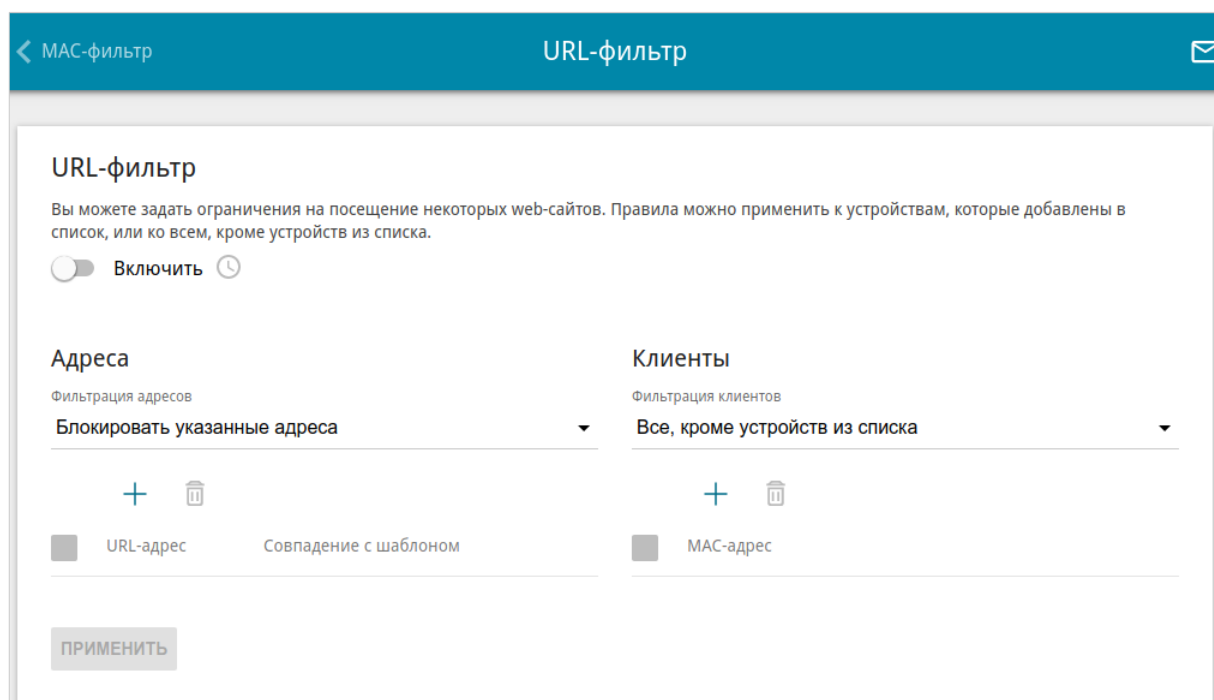 МАС-фильтр
URL-фильтр
URL-фильтр
Вы можете задать ограничения на посещение некоторых web-сайтов. Правила можно применить к устройствам, которые добавлены в
список, или ко всем, кроме устройств из списка.
Включить
Адреса
Фильтрация адресов
Блокировать указанные адреса
URL-адрес Совпадение с шаблоном
Клиенты
Фильтрация клиентов
Все, кроме устройств из списка
МАС-адрес
ПРИМЕНИТЬ